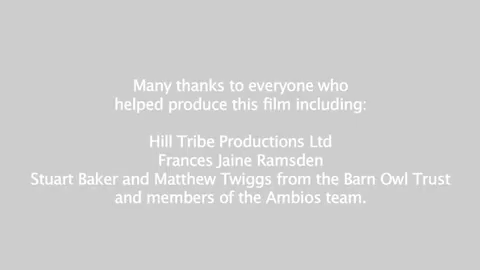 Many thanks to everyone who
helped produce this film including:
Hill Tribe Productions Ltd
Frances Jaine Ramsden
Stuart Baker and Matthew Twiggs from the Barn Owl Trust
and members of the Ambios team.